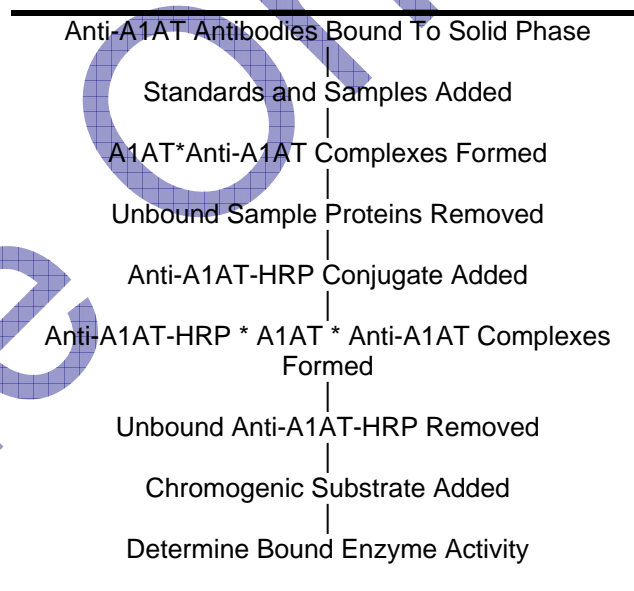 Anti-A1AT Antibodies Bound To Solid Phase
|
Standards and Samples Added
|
A1AT*Anti-A1AT Complexes Formed
|
Unbound Sample Proteins Removed
|
Anti-A1AT-HRP Conjugate Added
|
Anti-A1AT-HRP * A1AT * Anti-A1AT Complexes
Formed
|
Unbound Anti-A1AT-HRP Removed
|
Chromogenic Substrate Added
|
Determine Bound Enzyme Activity